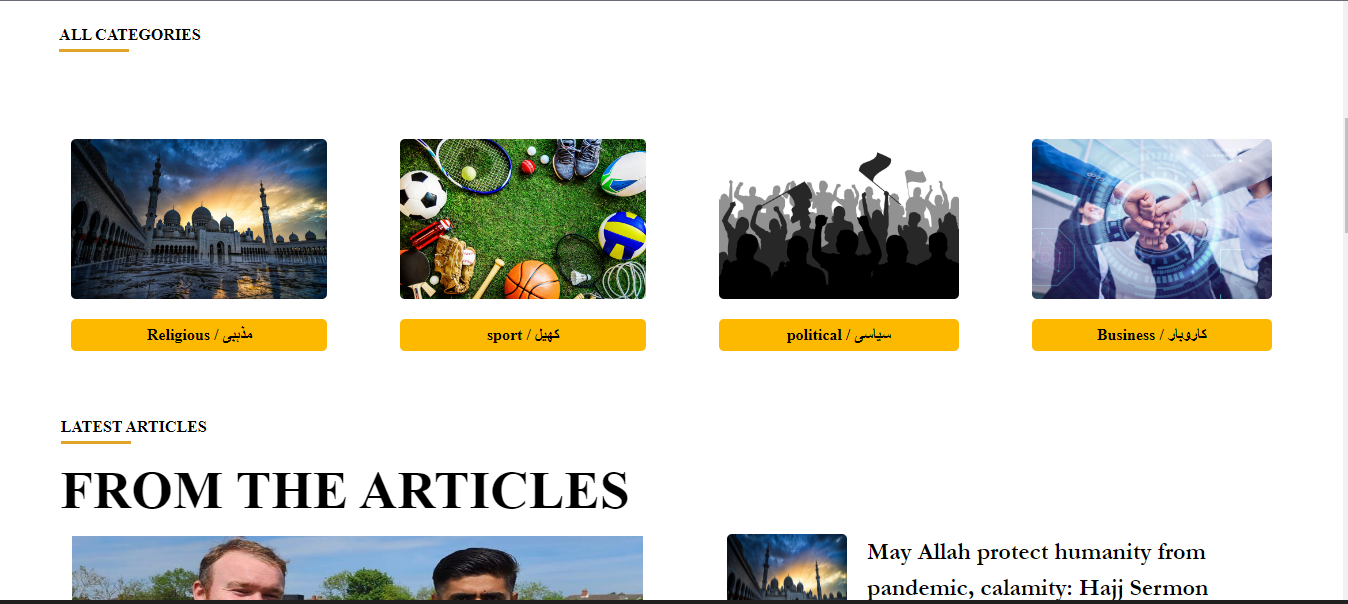 ALL CATEGORIES
Religious / مذہبی
sport / کھیل
political / سیاسی
Business / کاروبار
LATEST ARTICLES
FROM THE ARTICLES
May Allah protect humanity from
pandemic, calamity: Hajj Sermon